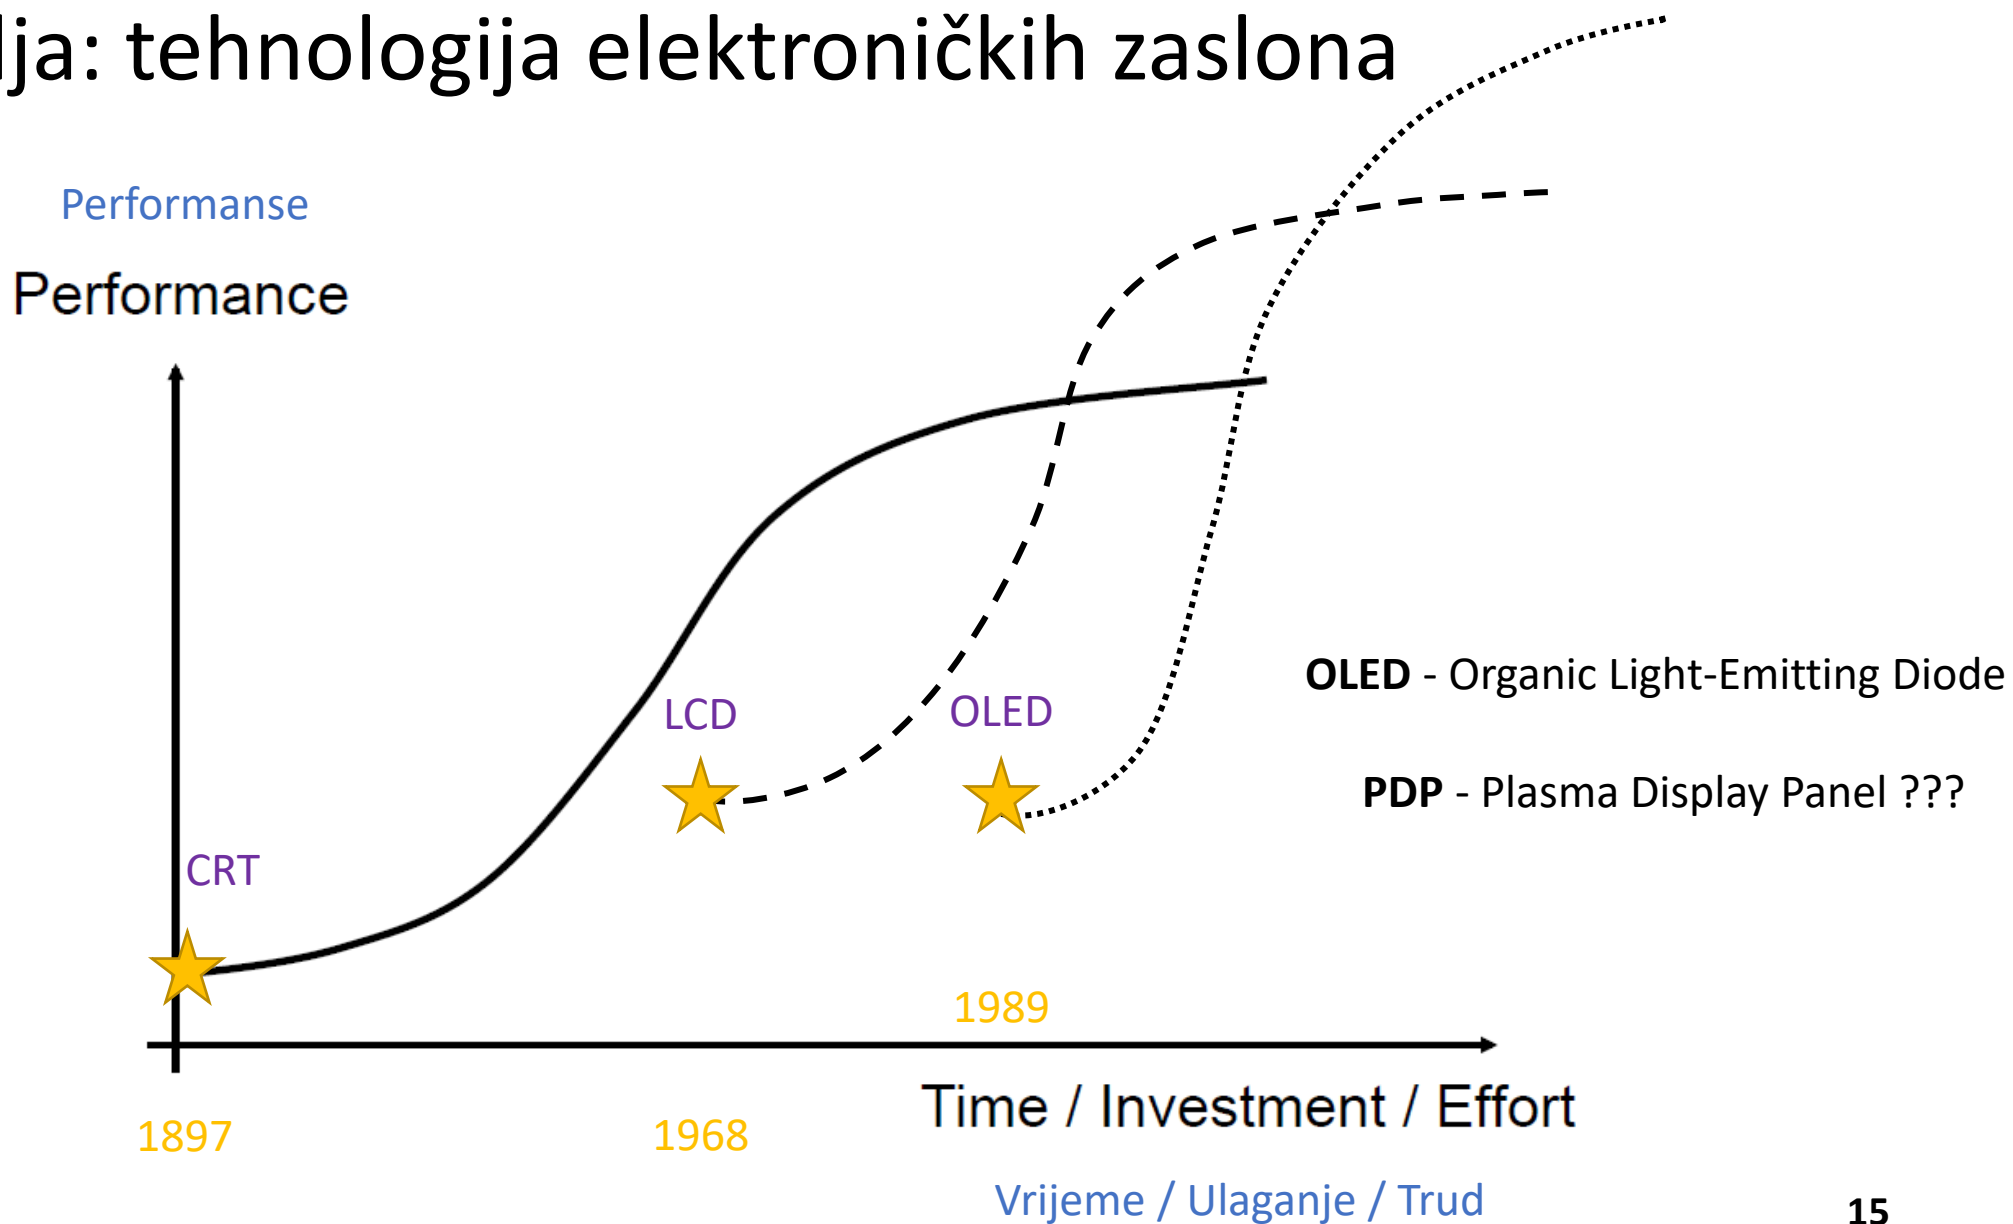 lja: tehnologija elektroničkih zaslona
Performanse
Performance
LCD
OLED
OLED - Organic Light-Emitting Diode
PDP - Plasma Display Panel ???
CRT
1989
1897
1968
Time / Investment / Effort
Vrijeme / Ulaganje / Trud
15